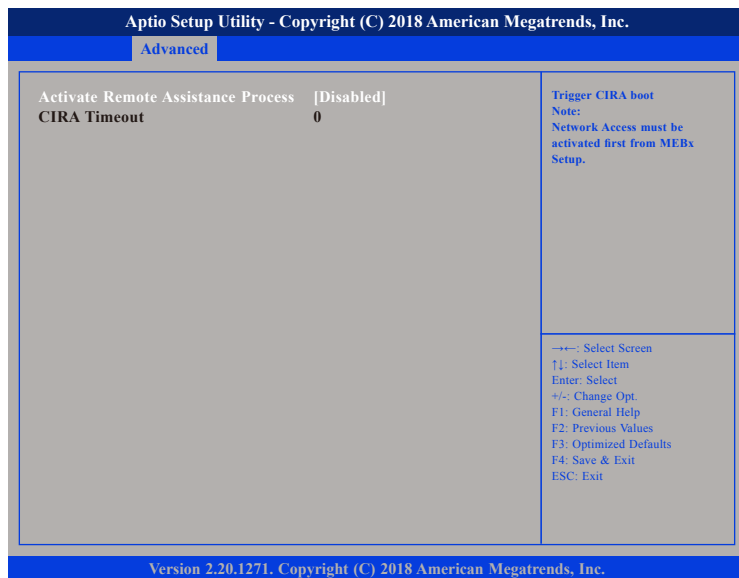 Aptio Setup Utility - Copyright (C) 2018 American Megatrends, Inc.
Advanced
Activate Remote Assistance Process [Disabled]
CIRA Timeout 0
Trigger CIRA boot
Note:
Network Access must be
activated first from MEBx
Setup.
→←: Select Screen
↑↓: Select Item
Enter: Select
+/-: Change Opt.
F1: General Help
F2: Previous Values
F3: Optimized Defaults
F4: Save & Exit
ESC: Exit
Version 2.20.1271. Copyright (C) 2018 American Megatrends, Inc.